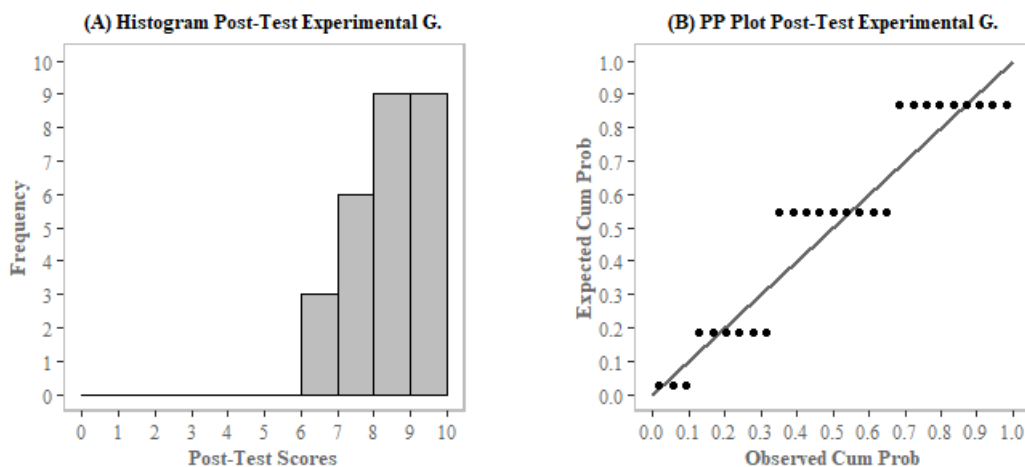 (A) Histogram Post-Test Experimental G.
Frequency
10
9
8
7
6
5
4
3
2
1
0
0 1 2 3 4 5 6 7 8 9 10
Post-Test Scores
(B) PP Plot Post-Test Experimental G.
Expected Cum Prob
1.0
0.9
0.8
0.7
0.6
0.5
0.4
0.3
0.2
0.1
0.0
0.0 0.1 0.2 0.3 0.4 0.5 0.6 0.7 0.8 0.9 1.0
Observed Cum Prob